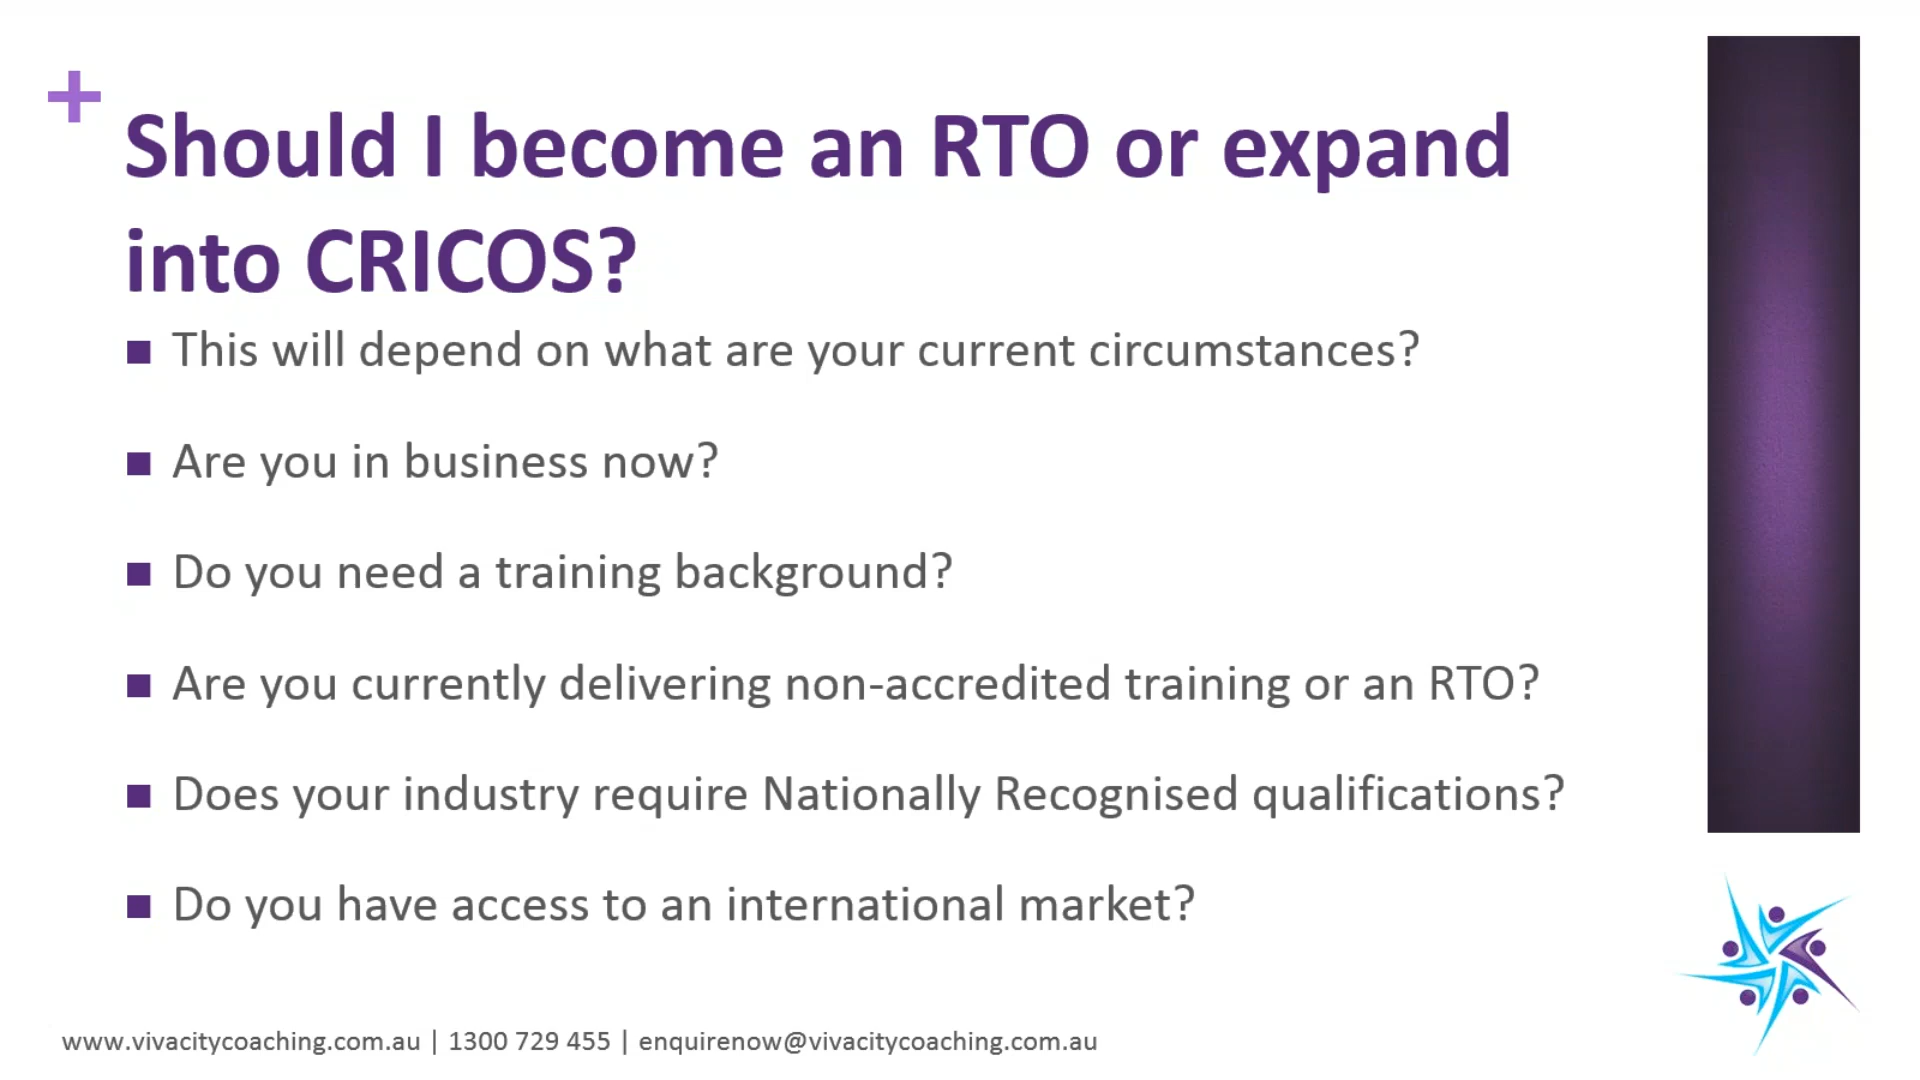 Should I become an RTO or expand
into CRICOS?
■ This will depend on what are your current circumstances?
■ Are you in business now?
■ Do you need a training background?
■ Are you currently delivering non-accredited training or an RTO?
■ Does your industry require Nationally Recognised qualifications?
■ Do you have access to an international market?
www.vivacitycoaching.com.au | 1300 729 455 | enquirenow@vivacitycoaching.com.au